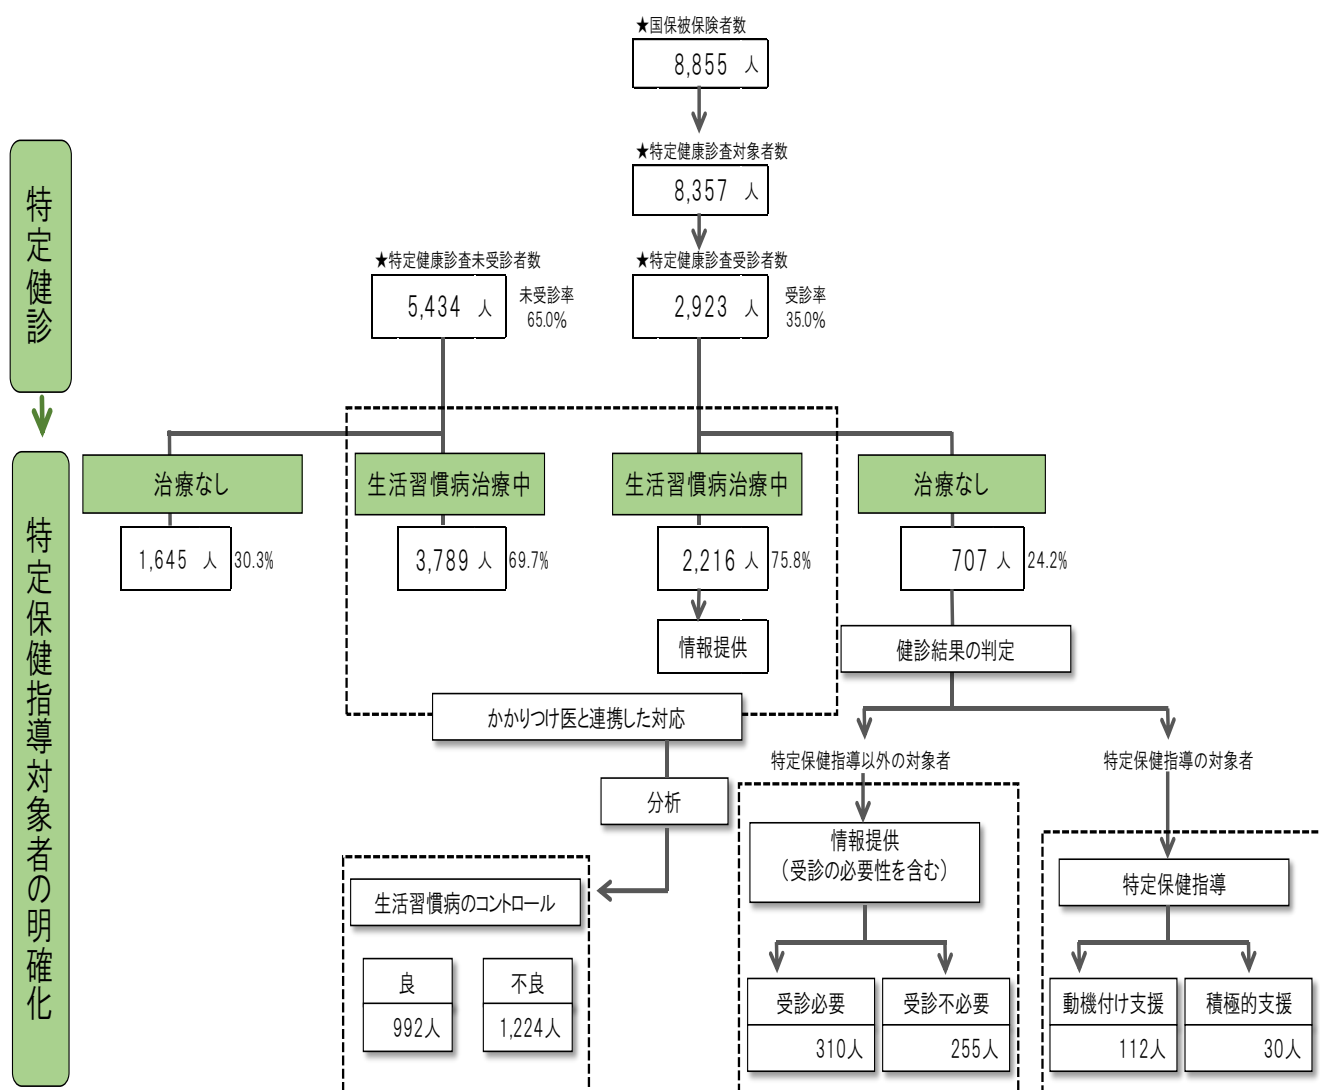 ★国保被保険者数
8,855 人
★特定健康診査対象者数
8,357 人
特定健診
★特定健康診査未受診者数
5,434 人
未受診率
65.0%
★特定健康診査受診者数
2,923 人
受診率
35.0%
特定保健指導対象者の明確化
治療なし
1,645 人 30.3%
生活習慣病治療中
3,789 人 69.7%
生活習慣病治療中
2,216 人 75.8%
治療なし
707 人 24.2%
情報提供
健診結果の判定
かかりつけ医と連携した対応
特定保健指導以外の対象者
特定保健指導の対象者
分析
情報提供
（受診の必要性を含む）
特定保健指導
生活習慣病のコントロール
良
992人
不良
1,224人
受診必要
310人
受診不必要
255人
動機付け支援
112人
積極的支援
30人